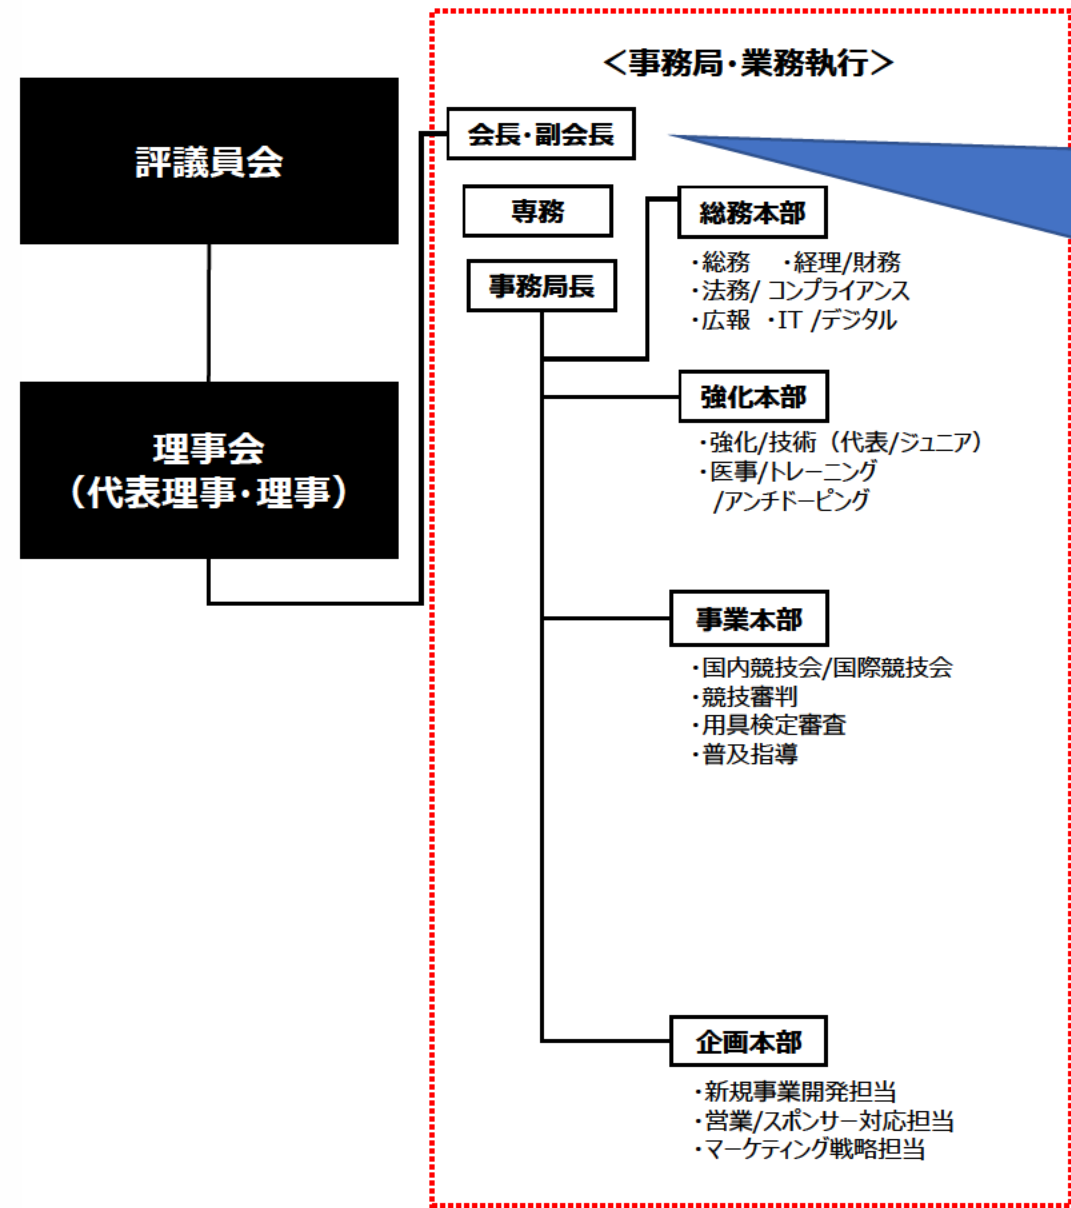 <事務局・業務執行>
評議員会
会長・副会長
専務
総務本部
・総務　・経理/財務
・法務/ コンプライアンス
・広報 ・IT /デジタル
事務局長
強化本部
・強化/技術（代表/ジュニア）
・医事/トレーニング
/アンチドーピング
理事会
（代表理事・理事）
事業本部
・国内競技会/国際競技会
・競技審判
・用具検定審査
・普及指導
企画本部
・新規事業開発担当
・営業/スポンサー対応担当
・マーケティング戦略担当